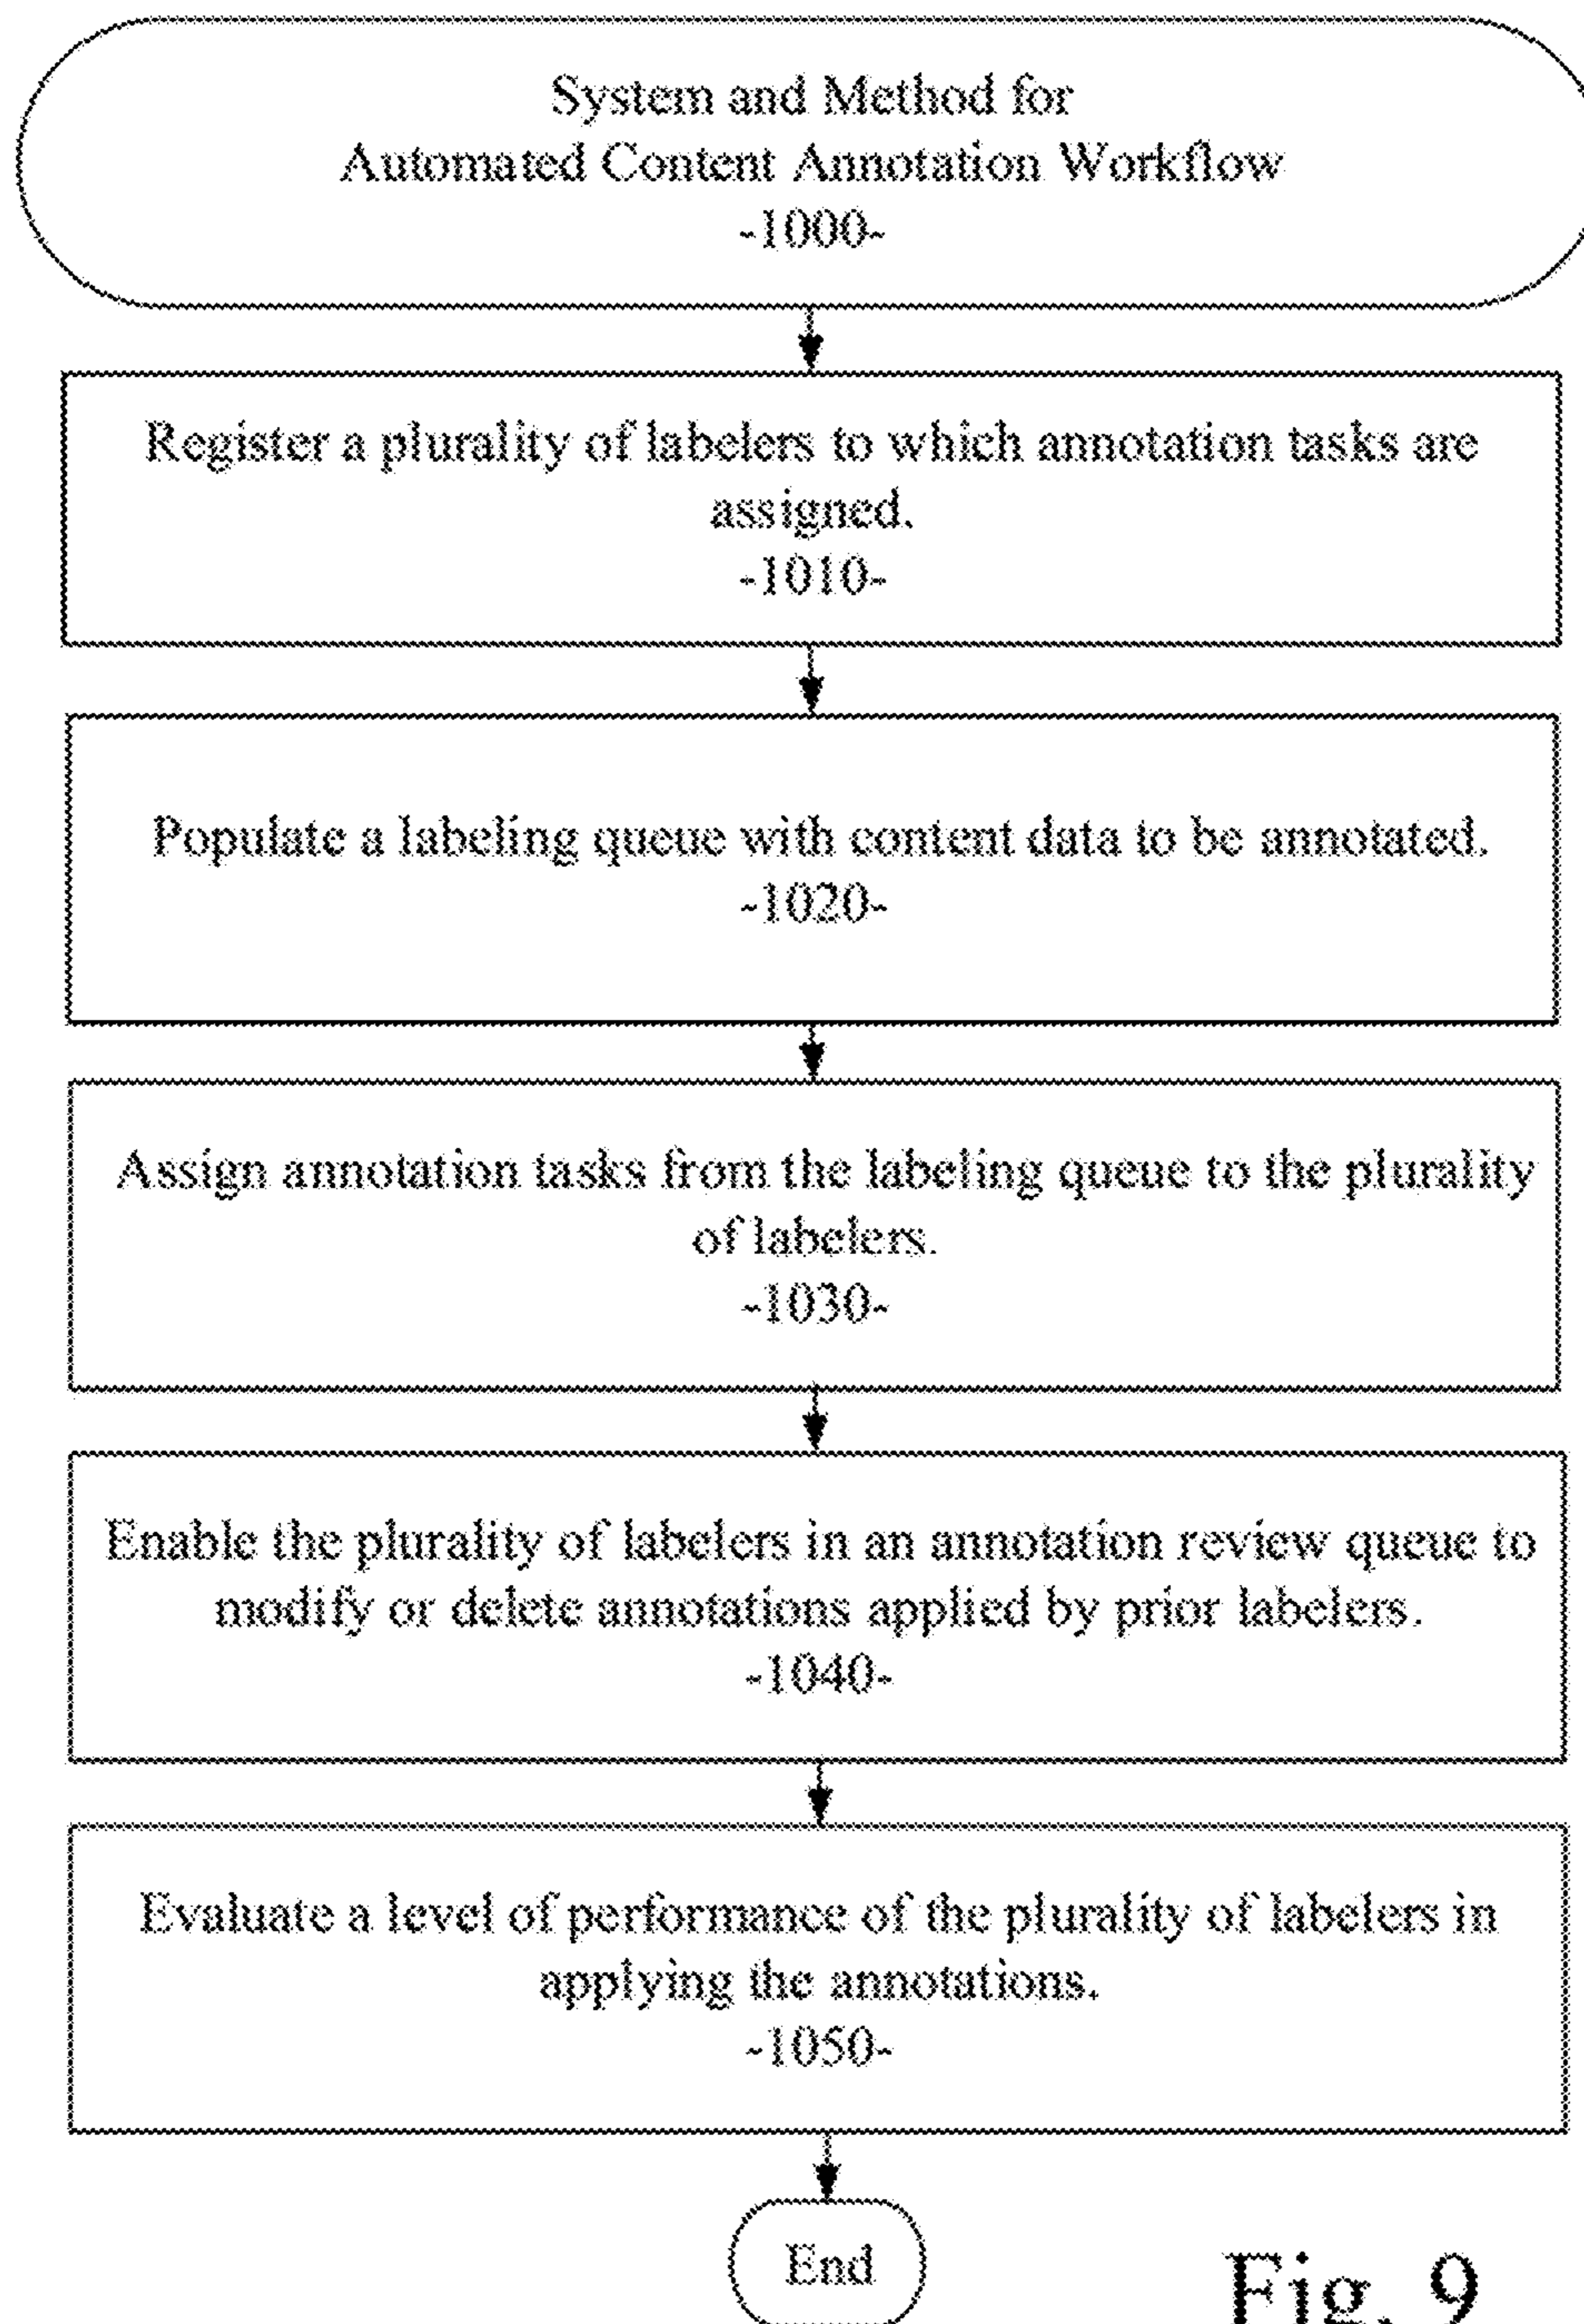 System and Method for
Automated Content Annotation Workflow
-1000-
Register a plurality of labelers to which annotation tasks are
assigned.
-1010-
Populate a labeling queue with content data to be annotated.
-1020-
Assign annotation tasks from the labeling queue to the plurality
of labelers.
-1030-
Enable the plurality of labelers in an annotation review queue to
modify or delete annotations applied by prior labelers.
-1040-
Evaluate a level of performance of the plurality of labelers in
applying the annotations.
-1050-
End
Fig. 9